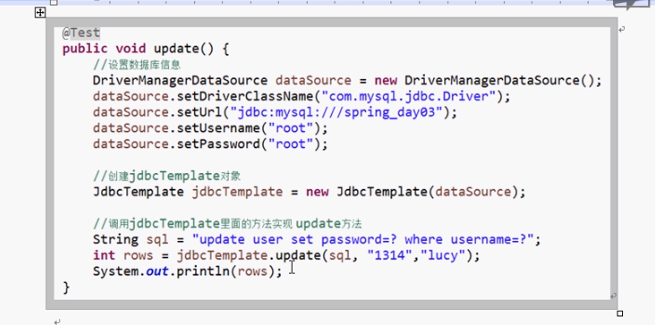 @Test
public void update() {
//设置数据库信息
DriverManagerDataSource dataSource = new DriverManagerDataSource();
dataSource.setDriverClassName("com.mysql.jdbc.Driver");
dataSource.setUrl("jdbc:mysql:///spring_day03");
dataSource.setUsername("root");
dataSource.setPassword("root");
//创建jdbcTemplate对象
JdbcTemplate jdbcTemplate = new JdbcTemplate(dataSource);
//调用jdbcTemplate里面的方法实现 update方法
String sql = "update user set password=? where username=?";
int rows = jdbcTemplate.update(sql, "1314","lucy");
System.out.println(rows);
}